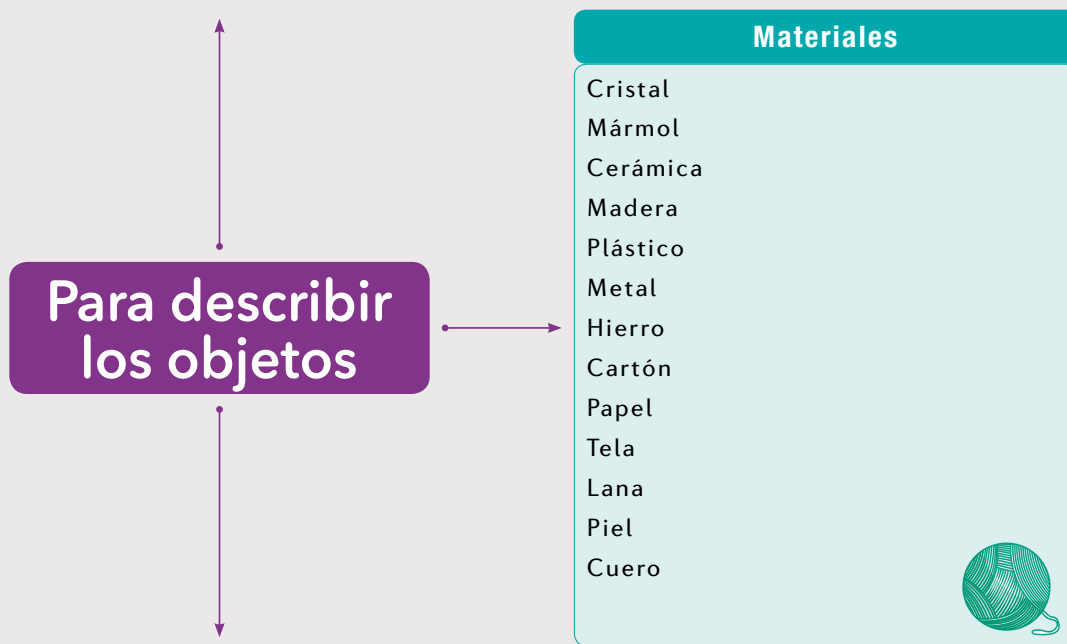 Para describir
los objetos
Materiales
Cristal
Mármol
Cerámica
Madera
Plástico
Metal
Hierro
Cartón
Papel
Tela
Lana
Piel
Cuero